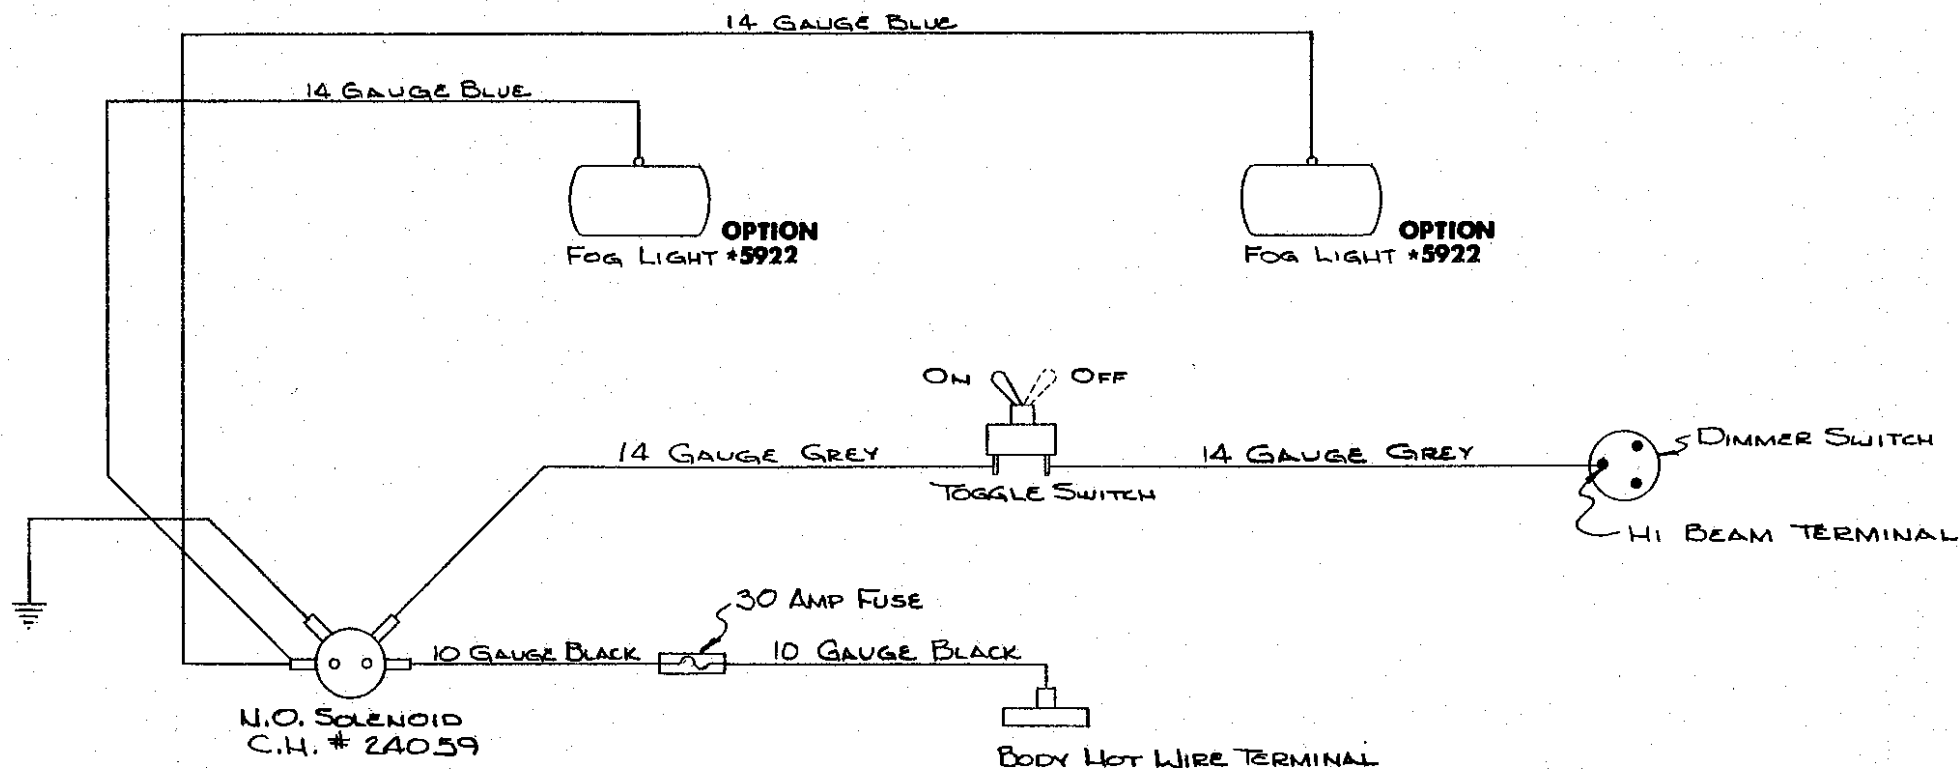 14 GAUGE BLUE
14 GAUGE BLUE
OPTION
FOG LIGHT *5922
OPTION
FOG LIGHT *5922
ON OFF
14 GAUGE GREY
14 GAUGE GREY
DIMMER SWITCH
TOGGLE SWITCH
HI BEAM TERMINAL
30 AMP FUSE
10 GAUGE BLACK
10 GAUGE BLACK
N.O. SOLENOID
C.H. # 24059
BODY HOT WIRE TERMINAL